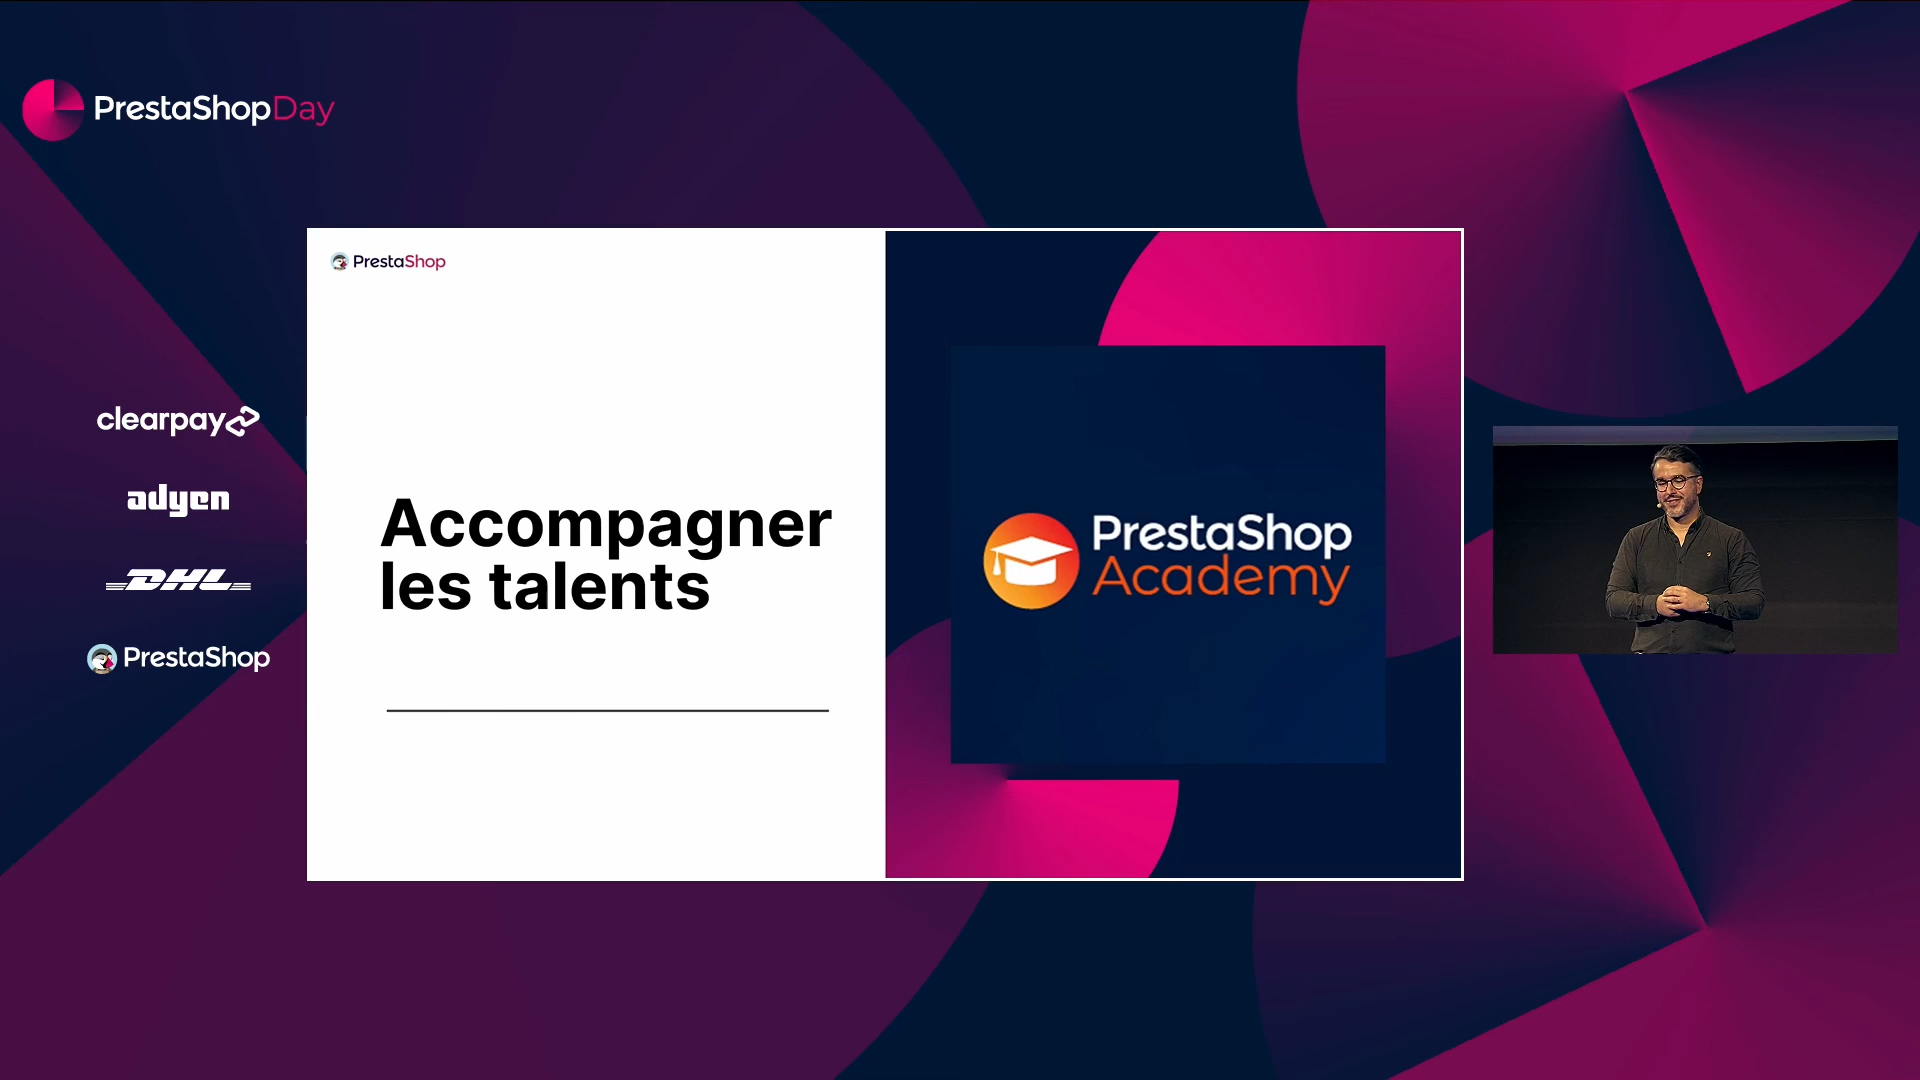 PrestaShopDay
clearpay
adyen
DHL
PrestaShop
PrestaShop
Accompagner
les talents
PrestaShop
Academy